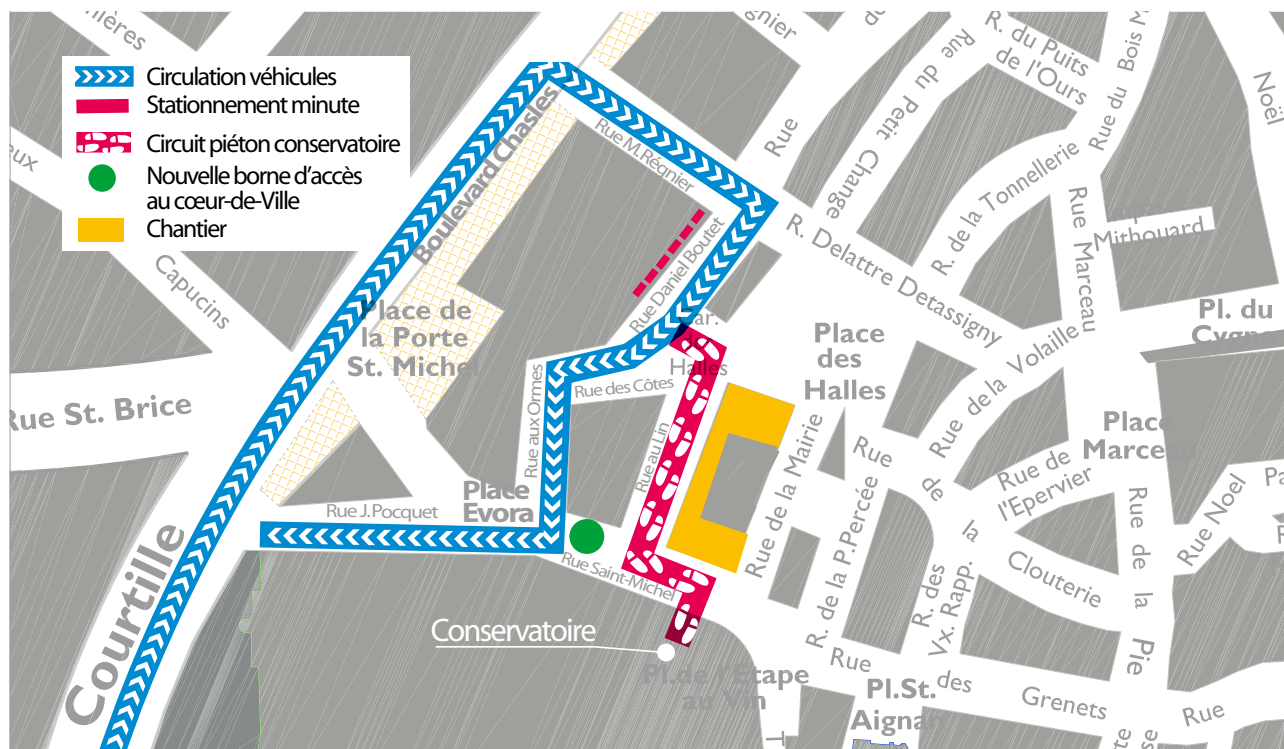 Circulation véhicules
Stationnement minute
Circuit piéton conservatoire
Nouvelle borne d'accès
au cœur-de-Ville
Chantier
Boulevard Chasles
Rue M.Régnier
Rue
Rue du Petit Change
R. du Puits
de l'Ours
Rue du Bois M
Noël
R. de la Tonnellerie
Rue Marceau
Mithouard
Capucins
Place de
la Porte
St. Michel
Rue Daniel Boutet
R. Delattre Detassigny
Car.
Halles
Place
des
Halles
Rue de la Volaille
Pl. du
Cygne
Rue St. Brice
Rue aux Ormes
Rue des Côtes
Rue au Lin
Rue de la Mairie
Place
Marceau
Rue de
l'Epervier
Rue J.Pocquet
Place
Evora
Rue Saint-Michel
Rue de la Clouterie
R. de la P.Percée
R. des
Vx. Rapp.
Rue de la Pie
Rue Noel
Courtille
Conservatoire
Pl.de l'Etape
au Vin
Rue des Grenets
Rue
Pl.St.
Aignan